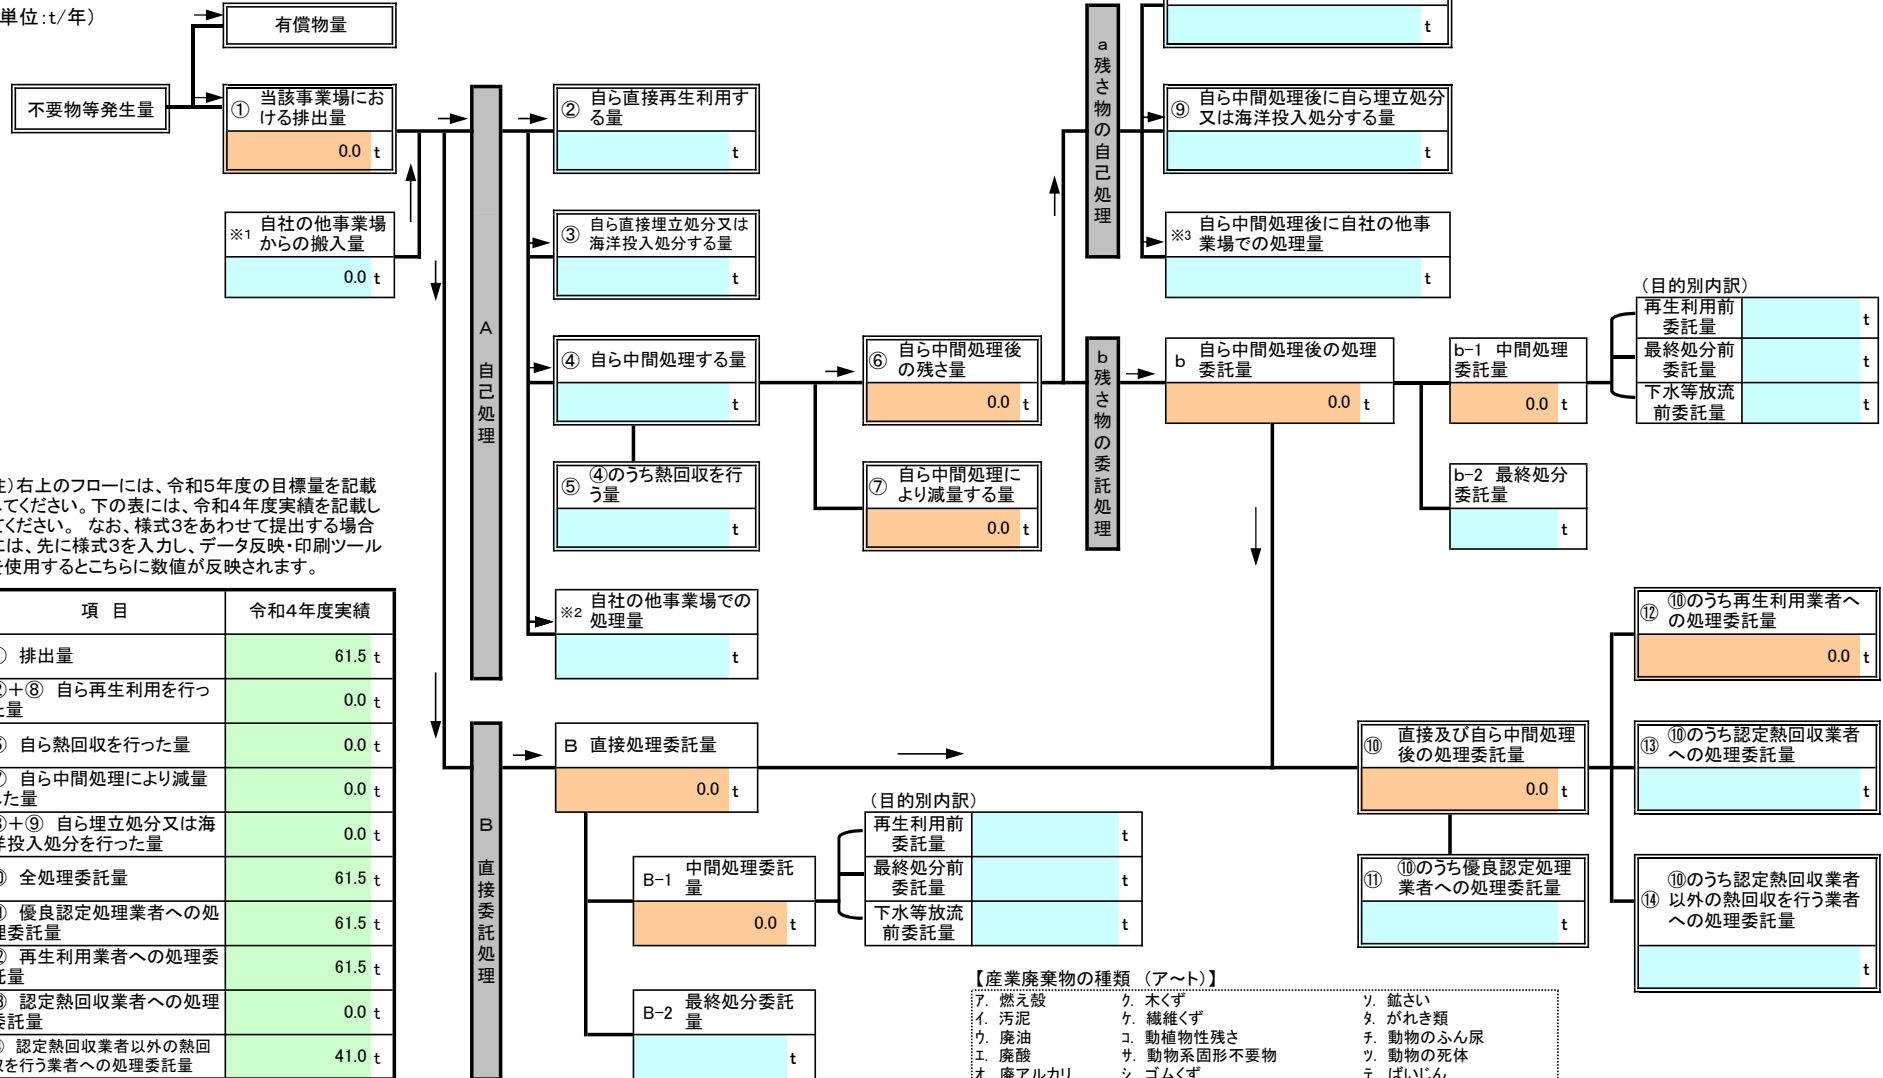 単位:t/年)
有償物量
t
不要物等発生量
① 当該事業場にお
ける排出量
0.0 t
※1 自社の他事業場
からの搬入量
0.0 t
A 自己処理
② 自ら直接再生利用す
る量
t
③ 自ら直接埋立処分又は
海洋投入処分する量
t
④ 自ら中間処理する量
t
⑤ ④のうち熱回収を行
う量
t
※2 自社の他事業場での
処理量
t
⑥ 自ら中間処理後
の残さ量
0.0 t
⑦ 自ら中間処理に
より減量する量
0.0 t
a 残さ物の自己処理
⑨ 自ら中間処理後に自ら埋立処分
又は海洋投入処分する量
t
※3 自ら中間処理後に自社の他事
業場での処理量
t
b 残さ物の委託処理
b 自ら中間処理後の処理
委託量
0.0 t
b-1 中間処理
委託量
0.0 t
b-2 最終処分
委託量
t
(目的別内訳)
再生利用前
委託量
t
最終処分前
委託量
t
下水等放流
前委託量
t
)右上のフローには、令和5年度の目標量を記載
してください。下の表には、令和4年度実績を記載し
てください。 なお、様式3をあわせて提出する場合
には、先に様式3を入力し、データ反映・印刷ツール
を使用するとこちらに数値が反映されます。
項 目 令和4年度実績
排出量 61.5 t
+⑧ 自ら再生利用を行っ
た量 0.0 t
自ら熱回収を行った量 0.0 t
自ら中間処理により減量
した量 0.0 t
+⑨ 自ら埋立処分又は海
洋投入処分を行った量 0.0 t
全処理委託量 61.5 t
優良認定処理業者への処
理委託量 61.5 t
再生利用業者への処理委
託量 61.5 t
認定熱回収業者への処理
委託量 0.0 t
認定熱回収業者以外の熱回
収を行う業者への処理委託量 41.0 t
B 直接委託処理
B 直接処理委託量
0.0 t
B-1 中間処理委託
量
0.0 t
B-2 最終処分委託
量
t
(目的別内訳)
再生利用前
委託量
t
最終処分前
委託量
t
下水等放流
前委託量
t
⑩ 直接及び自ら中間処理
後の処理委託量
0.0 t
⑪ ⑩のうち優良認定処理
業者への処理委託量
t
⑫ ⑩のうち再生利用業者へ
の処理委託量
0.0 t
⑬ ⑩のうち認定熱回収業者
への処理委託量
t
⑭ ⑩のうち認定熱回収業者
以外の熱回収を行う業者
への処理委託量
t
【産業廃棄物の種類 (ア~ト)】
ア. 燃え殻 ク. 木くず ソ. 鉱さい
イ. 汚泥 ケ. 繊維くず タ. がれき類
ウ. 廃油 コ. 動植物性残さ チ. 動物のふん尿
エ. 廃酸 サ. 動物系固形不要物 ツ. 動物の死体
オ. 廃アルカリ シ. ゴムくず テ. ばいじん